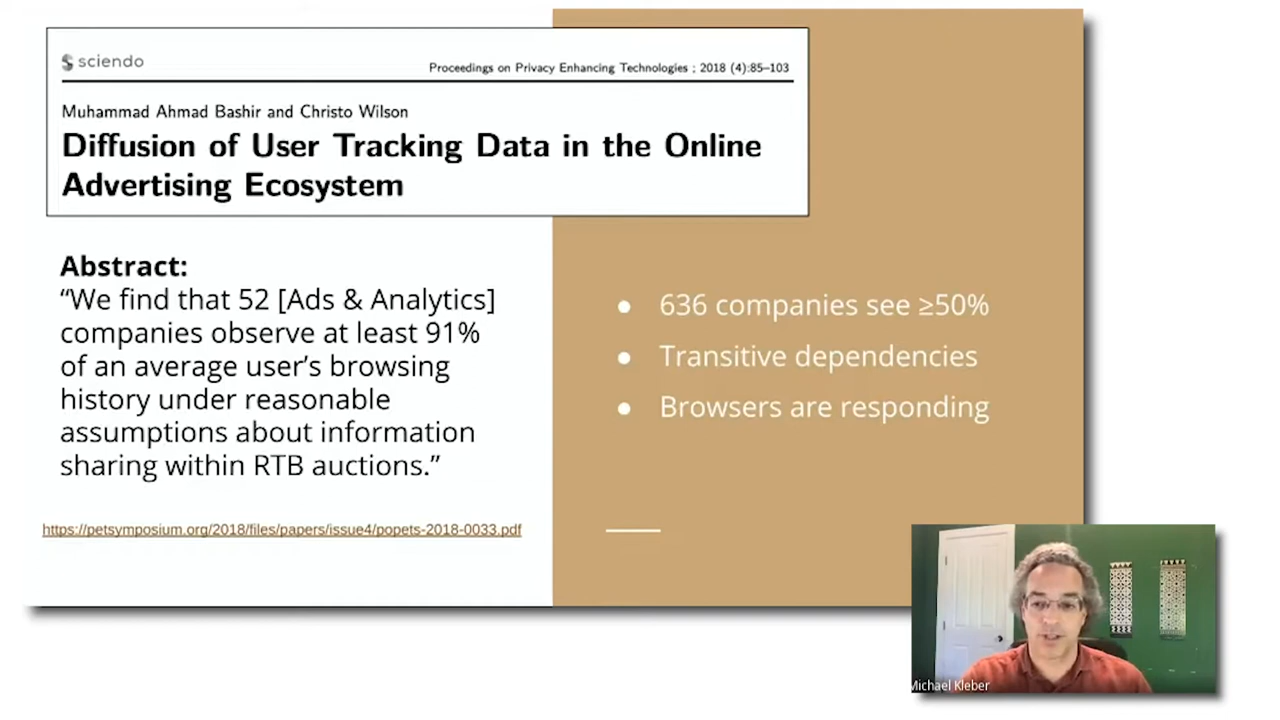 sciendo
Proceedings on Privacy Enhancing Technologies ; 2018 (4):85–103
Muhammad Ahmad Bashir and Christo Wilson
Diffusion of User Tracking Data in the Online
Advertising Ecosystem
Abstract:
“We find that 52 [Ads & Analytics]
companies observe at least 91%
of an average user’s browsing
history under reasonable
assumptions about information
sharing within RTB auctions.”
https://petsymposium.org/2018/files/papers/issue4/popets-2018-0033.pdf
● 636 companies see ≥50%
● Transitive dependencies
● Browsers are responding
Michael Kleber